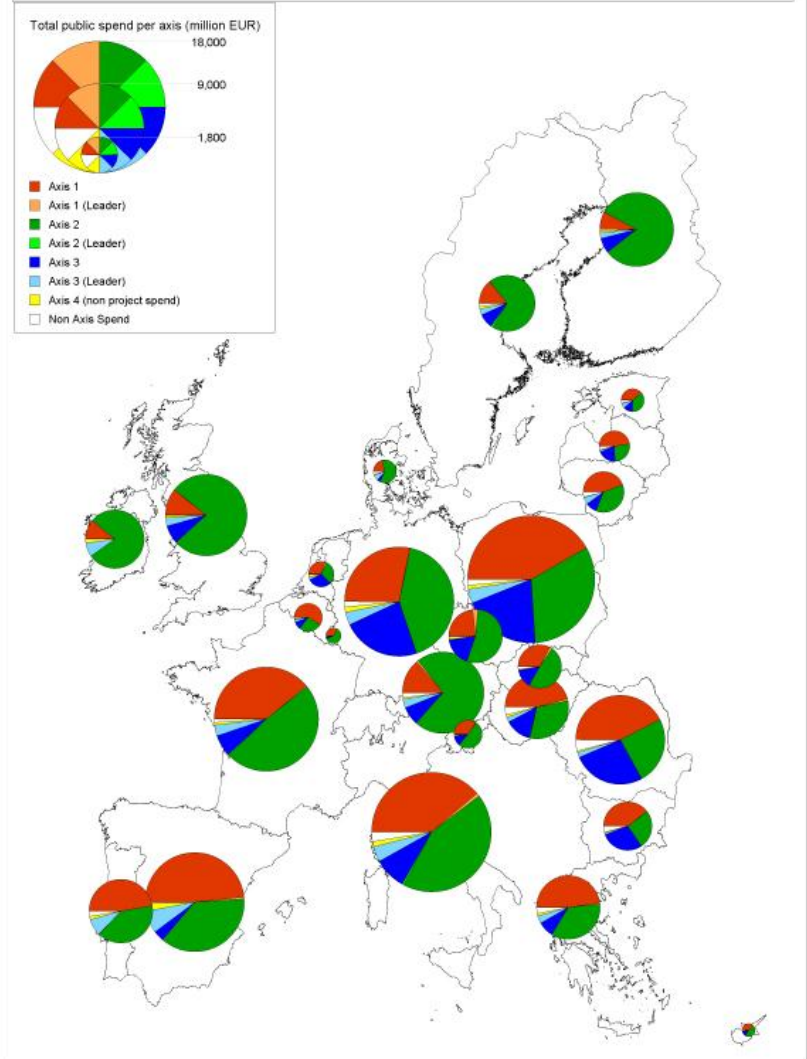 Total public spend per axis (million EUR)
18,000
9,000
1,800
Axis 1
Axis 1 (Leader)
Axis 2
Axis 2 (Leader)
Axis 3
Axis 3 (Leader)
Axis 4 (non project spend)
Non Axis Spend